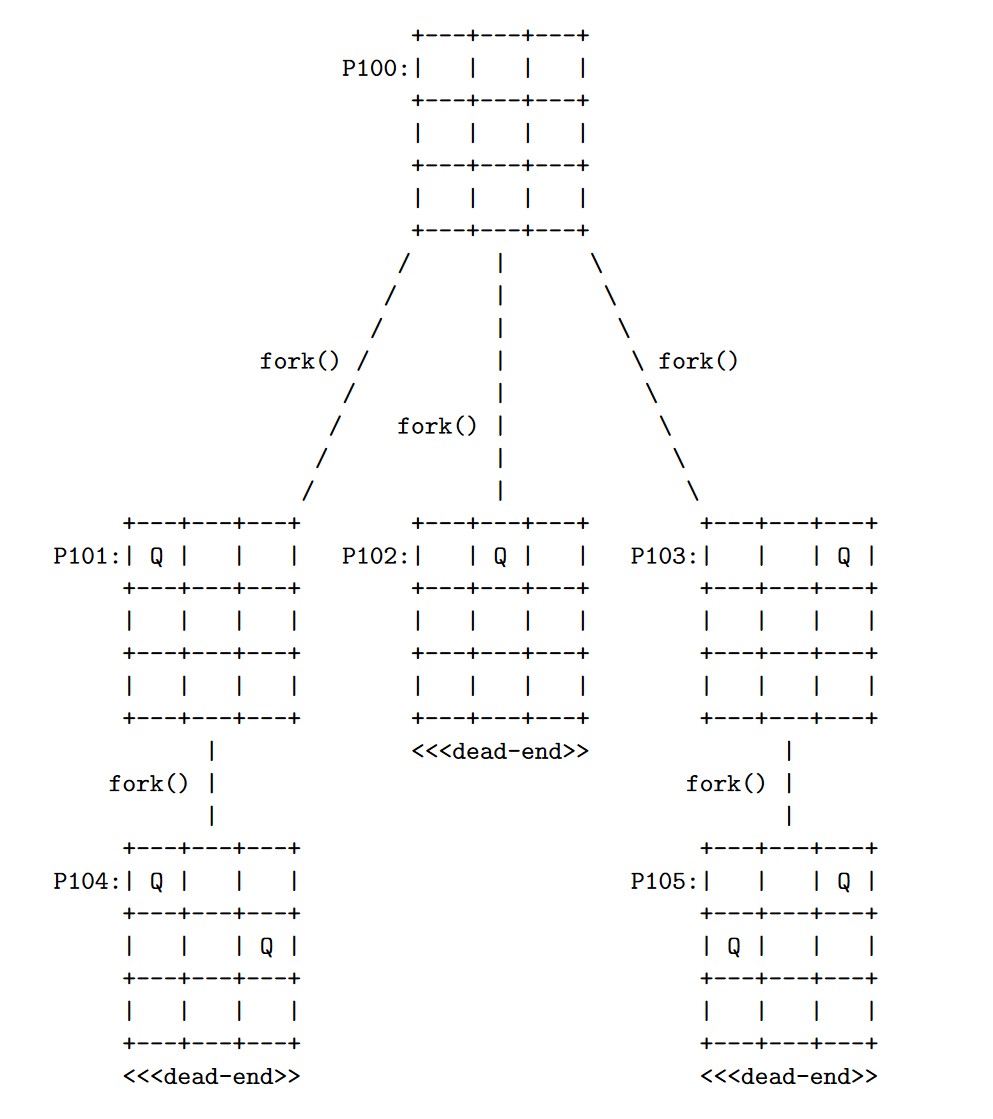 +---+---+---+
                     P100:|   |   |   |
                          +---+---+---+
                          |   |   |   |
                          +---+---+---+
                          |   |   |   |
                          +---+---+---+
                         /      |      \
                        /       |       \
                       /        |        \
               fork() /         |         \ fork()
                     /          |          \
                    /    fork() |           \
                   /            |            \
                  /             |             \
     +---+---+---+        +---+---+---+        +---+---+---+
P101:| Q |   |   |   P102:|   | Q |   |   P103:|   |   | Q |
     +---+---+---+        +---+---+---+        +---+---+---+
     |   |   |   |        |   |   |   |        |   |   |   |
     +---+---+---+        +---+---+---+        +---+---+---+
     |   |   |   |        |   |   |   |        |   |   |   |
     +---+---+---+        +---+---+---+        +---+---+---+
           |              <<<dead-end>>              |
    fork() |                                  fork() |
           |                                         |
     +---+---+---+                             +---+---+---+
P104:| Q |   |   |                        P105:|   |   | Q |
     +---+---+---+                             +---+---+---+
     |   |   | Q |                             | Q |   |   |
     +---+---+---+                             +---+---+---+
     |   |   |   |                             |   |   |   |
     +---+---+---+                             +---+---+---+
     <<<dead-end>>                             <<<dead-end>>